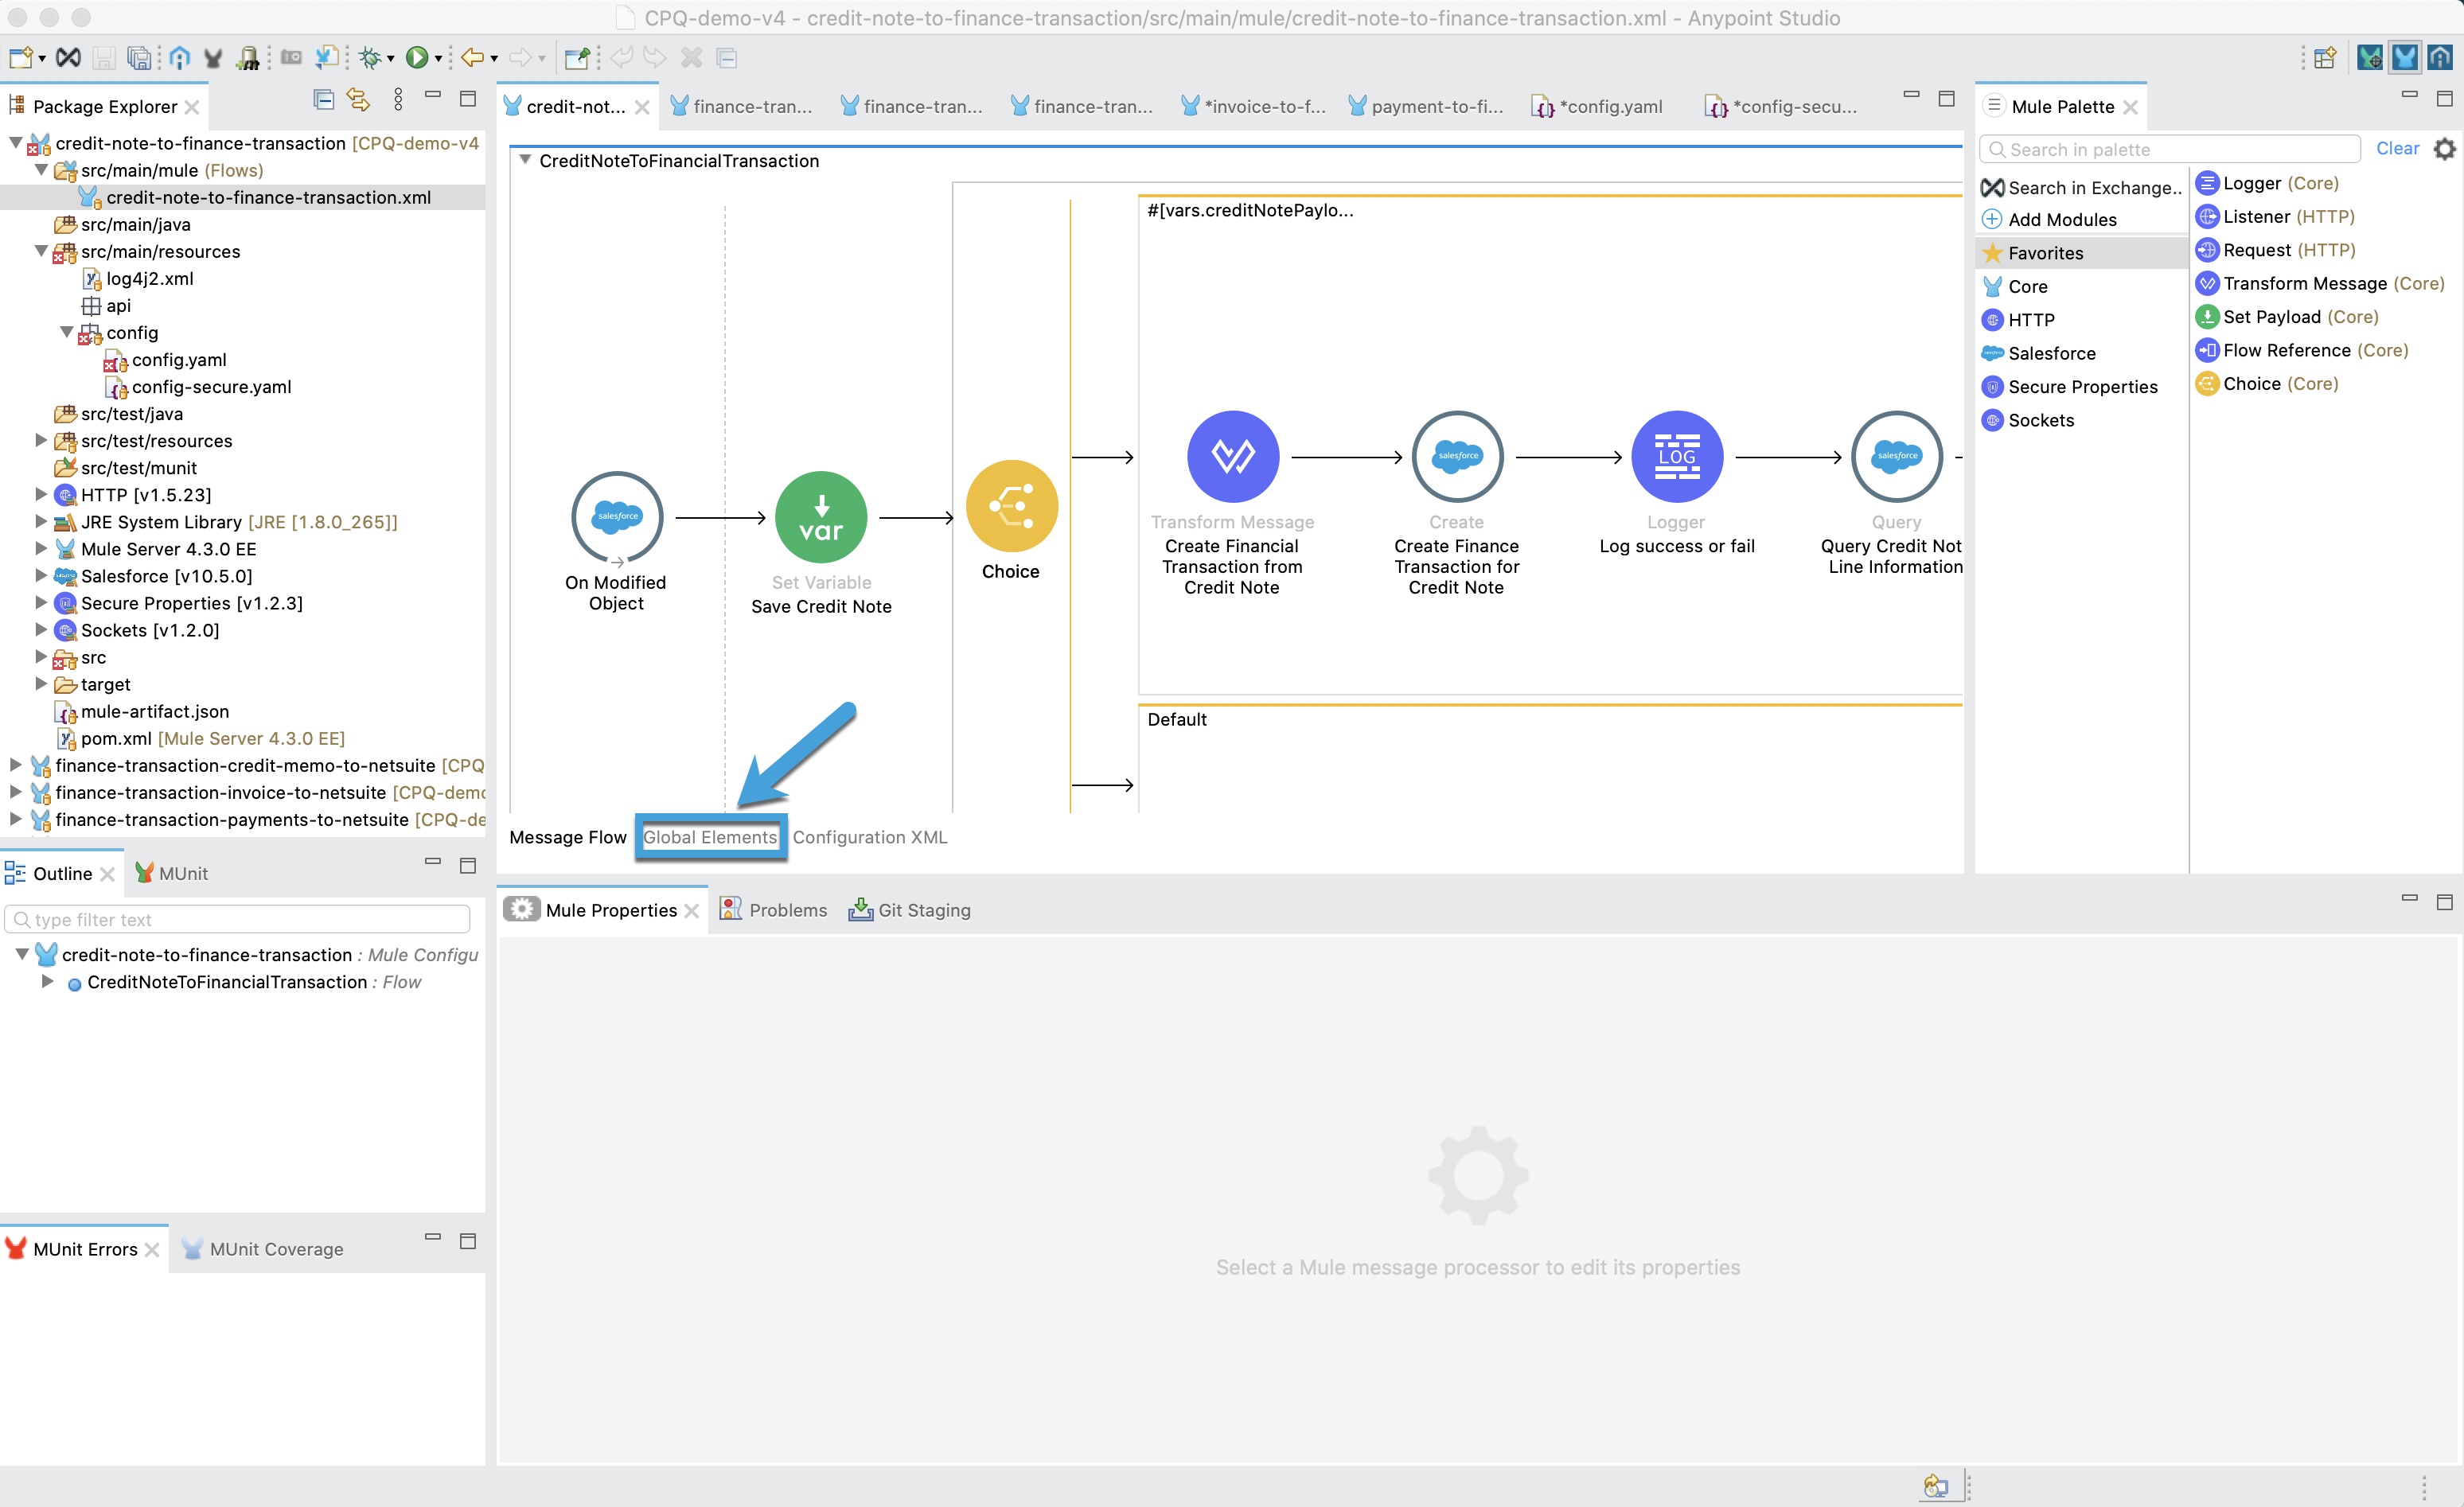 CPQ-demo-v4 - credit-note-to-finance-transaction/src/main/mule/credit-note-to-finance-transaction.xml - Anypoint Studio
Package Explorer
credit-note-to-finance-transaction [CPQ-demo-v4
src/main/mule (Flows)
credit-note-to-finance-transaction.xml
src/main/java
src/main/resources
log4j2.xml
api
config
config.yaml
config-secure.yaml
src/test/java
src/test/resources
src/test/munit
HTTP [v1.5.23]
JRE System Library [JRE [1.8.0_265]]
Mule Server 4.3.0 EE
Salesforce [v10.5.0]
Secure Properties [v1.2.3]
Sockets [v1.2.0]
src
target
mule-artifact.json
pom.xml [Mule Server 4.3.0 EE]
finance-transaction-credit-memo-to-netsuite [CPQ
finance-transaction-invoice-to-netsuite [CPQ-demo
finance-transaction-payments-to-netsuite [CPQ-de
Outline
MUnit
type filter text
credit-note-to-finance-transaction : Mule Configu
CreditNoteToFinancialTransaction : Flow
MUnit Errors
MUnit Coverage
credit-not...
finance-tran...
finance-tran...
finance-tran...
*invoice-to-f...
payment-to-fi...
*config.yaml
*config-secu...
CreditNoteToFinancialTransaction
#[vars.creditNotePaylo...
salesforce
On Modified
Object
var
Set Variable
Save Credit Note
Choice
Transform Message
Create Financial
Transaction from
Credit Note
salesforce
Create
Create Finance
Transaction for
Credit Note
LOG
Logger
Log success or fail
salesforce
Query
Query Credit Not
Line Information
Default
Message Flow
Global Elements
Configuration XML
Mule Properties
Problems
Git Staging
Select a Mule message processor to edit its properties
Mule Palette
Search in palette
Clear
Search in Exchange..
Add Modules
Favorites
Core
HTTP
Salesforce
Secure Properties
Sockets
Logger (Core)
Listener (HTTP)
Request (HTTP)
Transform Message (Core)
Set Payload (Core)
Flow Reference (Core)
Choice (Core)